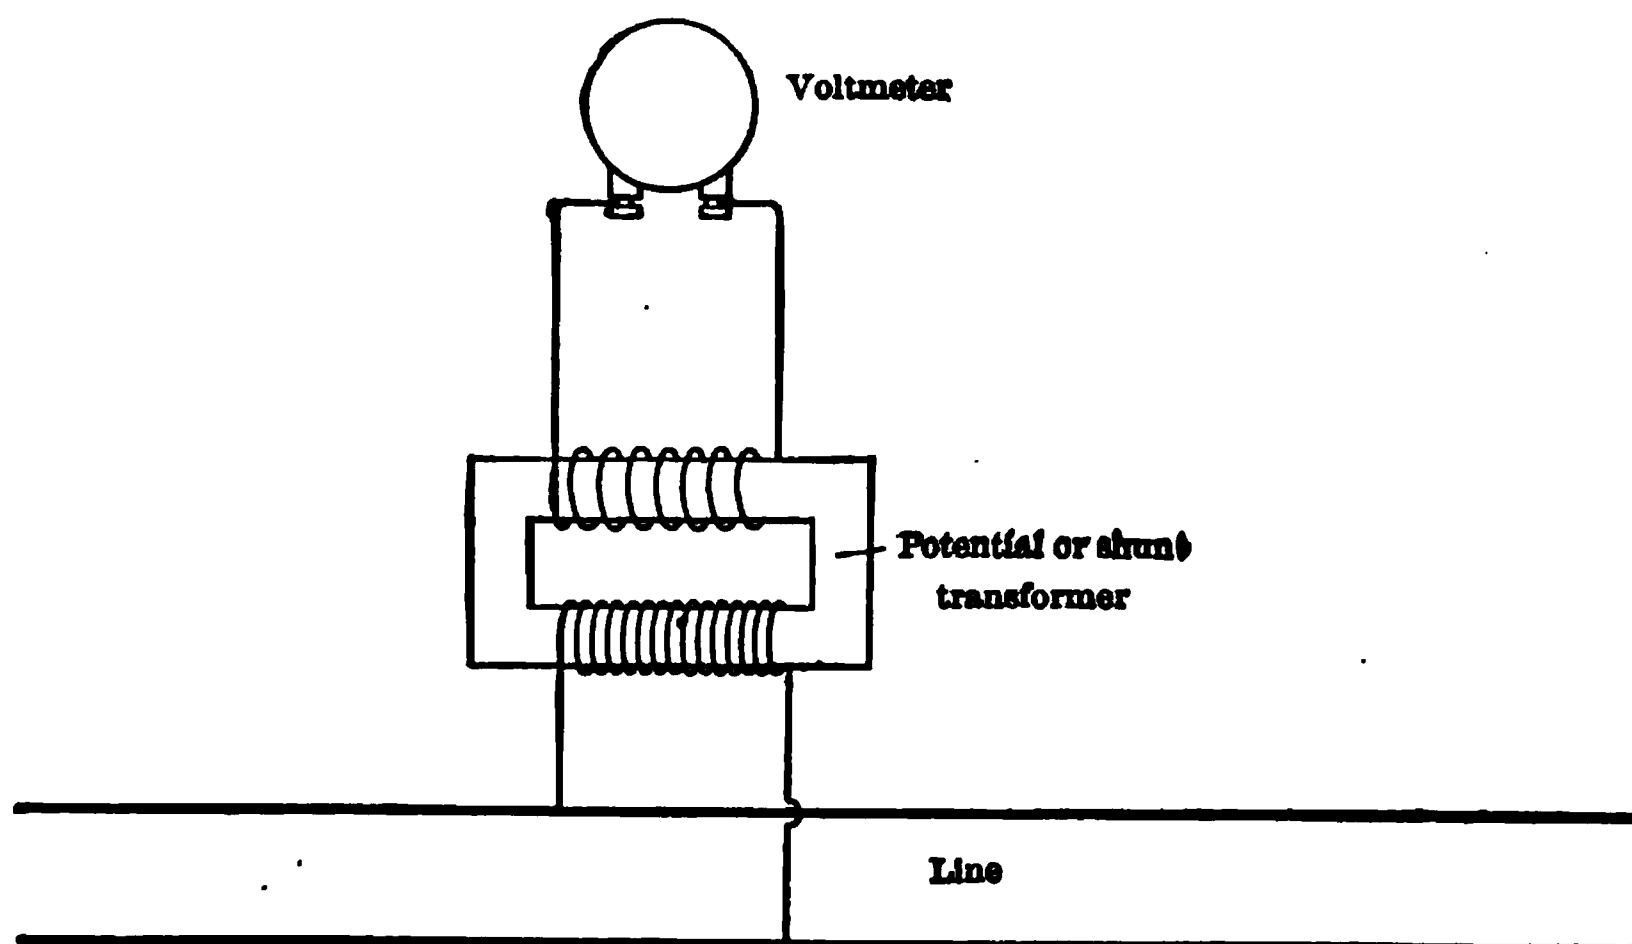 Voltmeter
Potential or shunt
transformer
Line